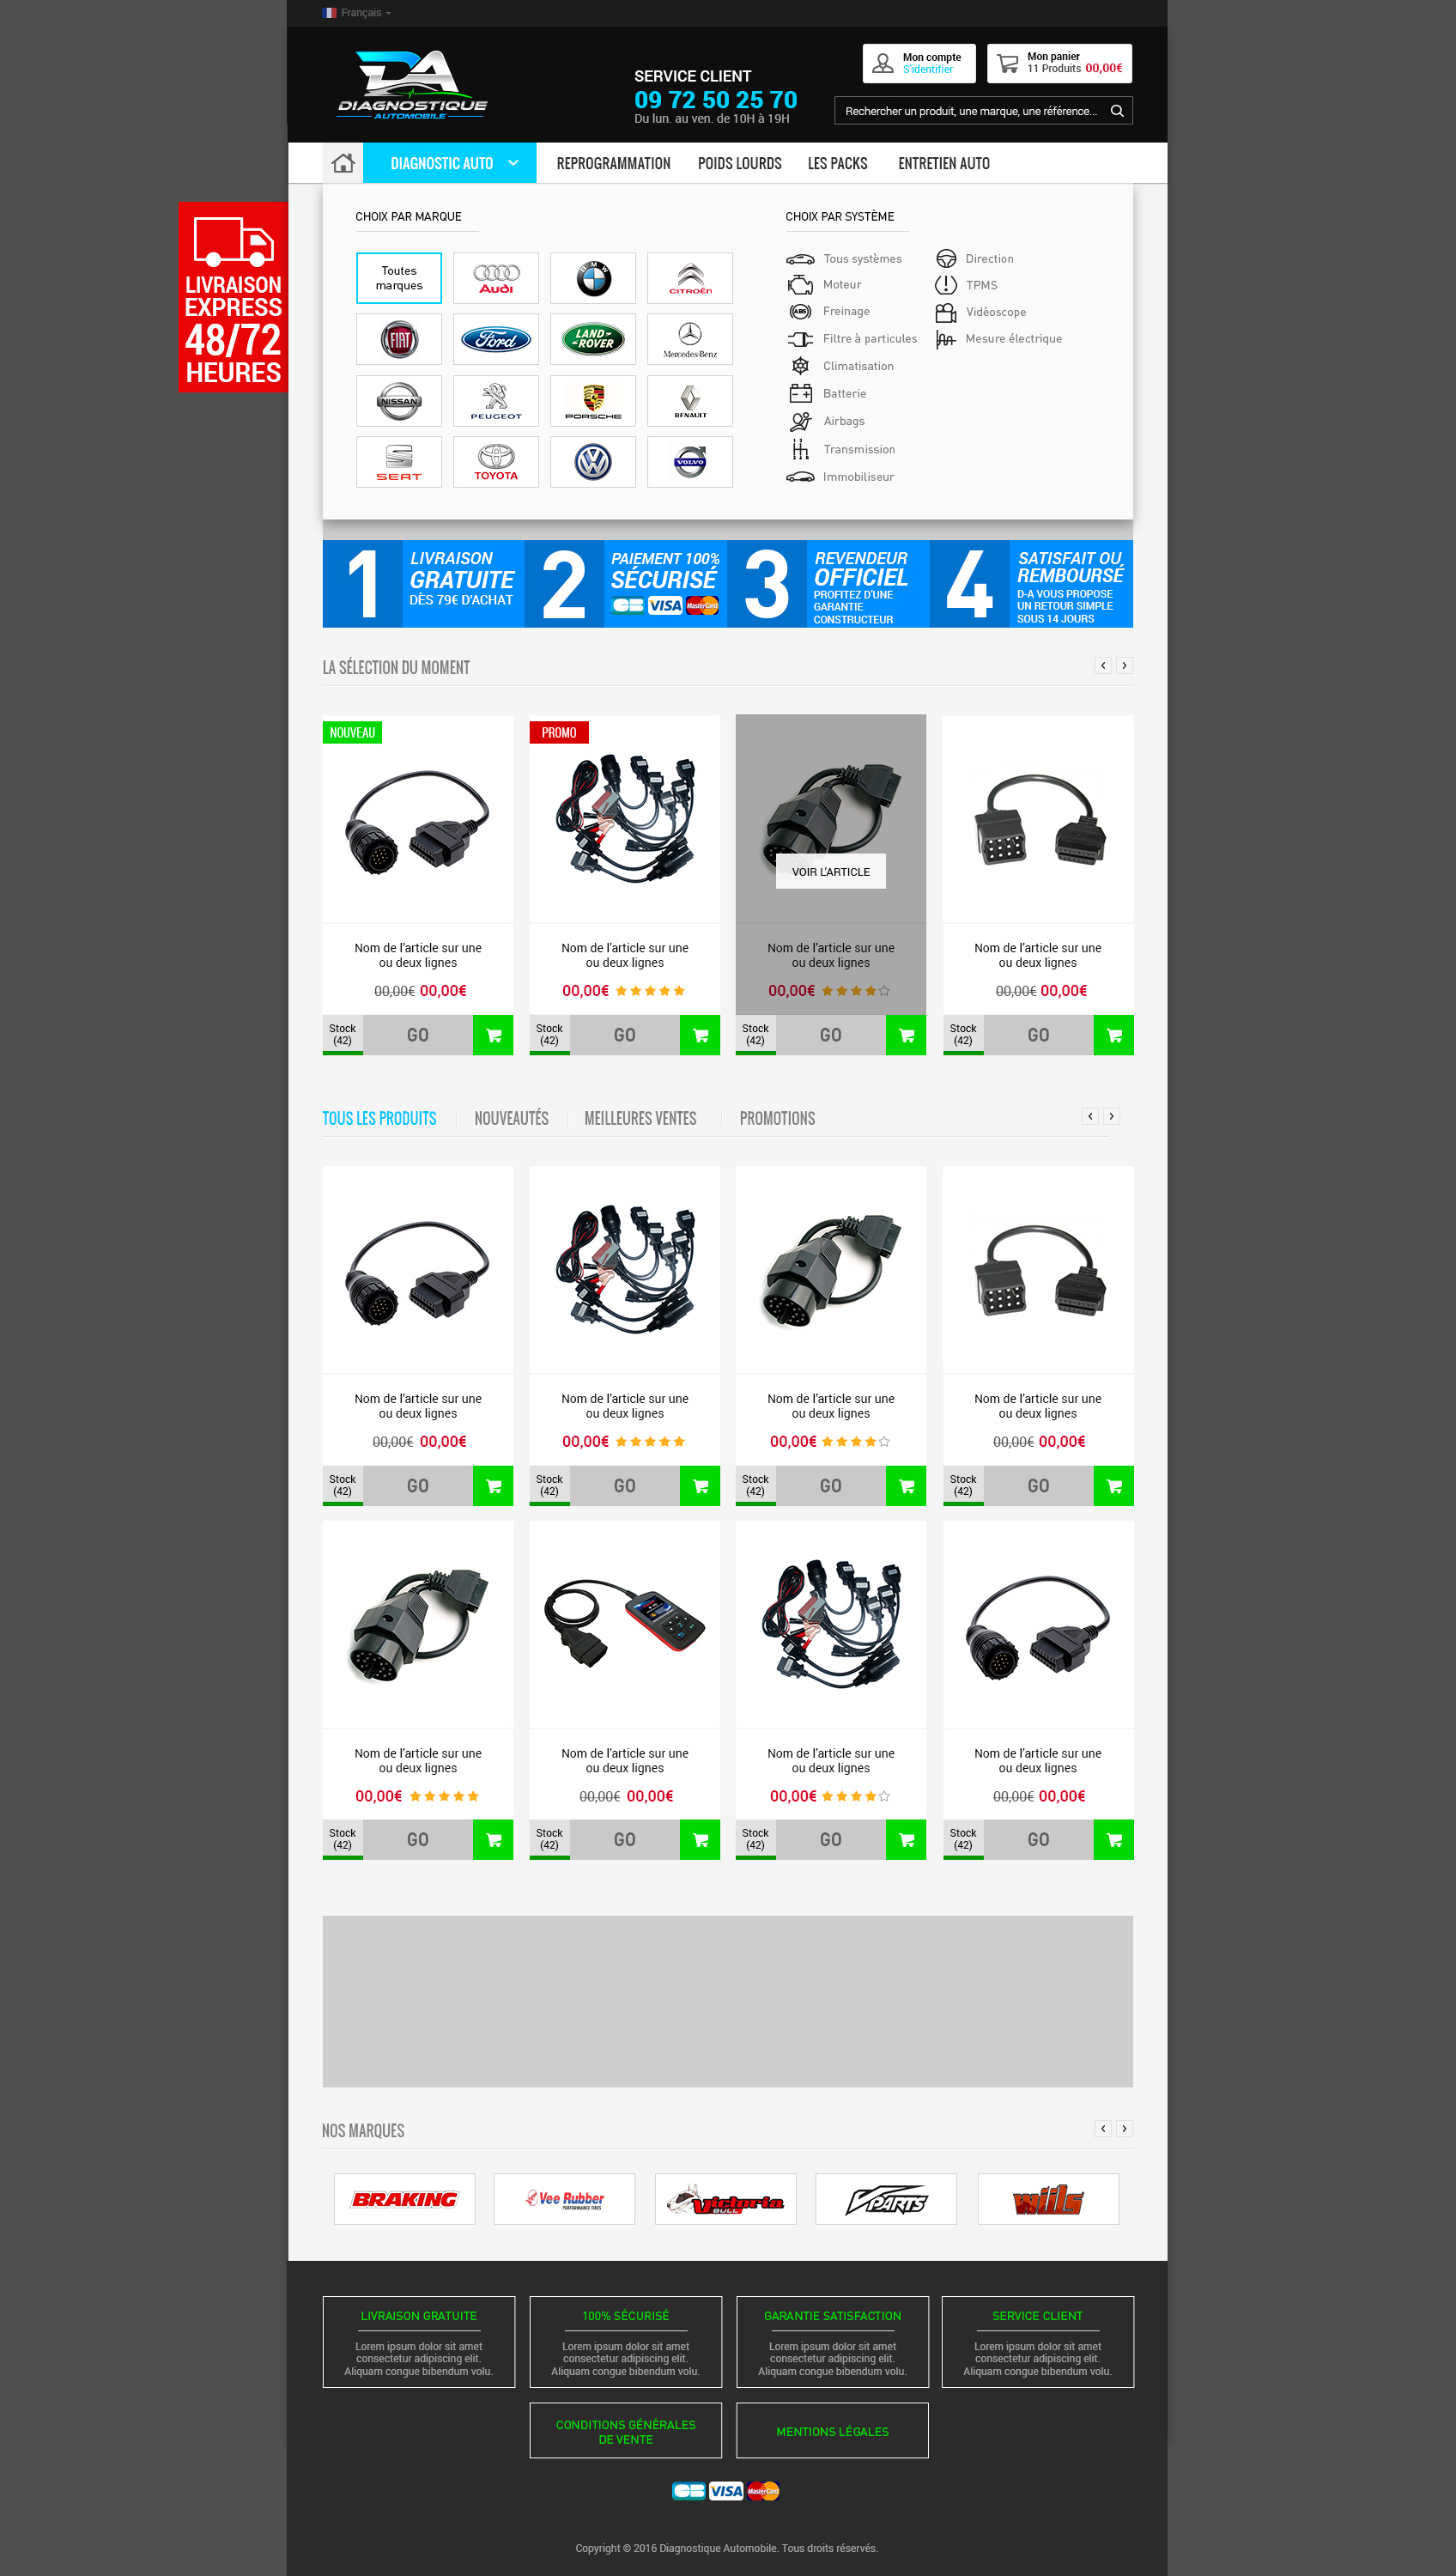 Français
DIAGNOSTIQUE
AUTOMOBILE
SERVICE CLIENT
09 72 50 25 70
Du lun. au ven. de 10H à 19H
Mon compte
S'identifier
Mon panier
11 Produits 00,00€
Rechercher un produit, une marque, une référence...
DIAGNOSTIC AUTO
REPROGRAMMATION
POIDS LOURDS
LES PACKS
ENTRETIEN AUTO
LIVRAISON
EXPRESS
48/72
HEURES
CHOIX PAR MARQUE
Toutes
marques
Audi
BMW
CITROËN
FIAT
Ford
LAND-
-ROVER
Mercedes-Benz
NISSAN
PEUGEOT
PORSCHE
RENAULT
SEAT
TOYOTA
VOLVO
CHOIX PAR SYSTÈME
Tous systèmes
Moteur
ABS
Freinage
Filtre à particules
Climatisation
Batterie
Airbags
Transmission
Immobiliseur
Direction
TPMS
Vidéoscope
Mesure électrique
1
LIVRAISON
GRATUITE
DÈS 79€ D'ACHAT
2
PAIEMENT 100%
SÉCURISÉ
CB VISA MasterCard
3
REVENDEUR
OFFICIEL
PROFITEZ D'UNE
GARANTIE
CONSTRUCTEUR
4
SATISFAIT OU
REMBOURSÉ
D-A VOUS PROPOSE
UN RETOUR SIMPLE
SOUS 14 JOURS
LA SÉLECTION DU MOMENT
NOUVEAU
Nom de l'article sur une
ou deux lignes
00,00€ 00,00€
Stock
(42)
GO
PROMO
Nom de l'article sur une
ou deux lignes
00,00€
Stock
(42)
GO
VOIR L'ARTICLE
Nom de l'article sur une
ou deux lignes
00,00€
Stock
(42)
GO
Nom de l'article sur une
ou deux lignes
00,00€ 00,00€
Stock
(42)
GO
TOUS LES PRODUITS
NOUVEAUTÉS
MEILLEURES VENTES
PROMOTIONS
Nom de l'article sur une
ou deux lignes
00,00€ 00,00€
Stock
(42)
GO
Nom de l'article sur une
ou deux lignes
00,00€
Stock
(42)
GO
Nom de l'article sur une
ou deux lignes
00,00€
Stock
(42)
GO
Nom de l'article sur une
ou deux lignes
00,00€ 00,00€
Stock
(42)
GO
Nom de l'article sur une
ou deux lignes
00,00€
Stock
(42)
GO
Nom de l'article sur une
ou deux lignes
00,00€ 00,00€
Stock
(42)
GO
Nom de l'article sur une
ou deux lignes
00,00€
Stock
(42)
GO
Nom de l'article sur une
ou deux lignes
00,00€ 00,00€
Stock
(42)
GO
NOS MARQUES
BRAKING
Vee Rubber
PERFORMANCE TIRES
Victoria
BULL
V PARTS
wiils
LIVRAISON GRATUITE
Lorem ipsum dolor sit amet
consectetur adipiscing elit.
Aliquam congue bibendum volu.
100% SÉCURISÉ
Lorem ipsum dolor sit amet
consectetur adipiscing elit.
Aliquam congue bibendum volu.
GARANTIE SATISFACTION
Lorem ipsum dolor sit amet
consectetur adipiscing elit.
Aliquam congue bibendum volu.
SERVICE CLIENT
Lorem ipsum dolor sit amet
consectetur adipiscing elit.
Aliquam congue bibendum volu.
CONDITIONS GÉNÉRALES
DE VENTE
MENTIONS LÉGALES
CB VISA MasterCard
Copyright © 2016 Diagnostique Automobile. Tous droits réservés.